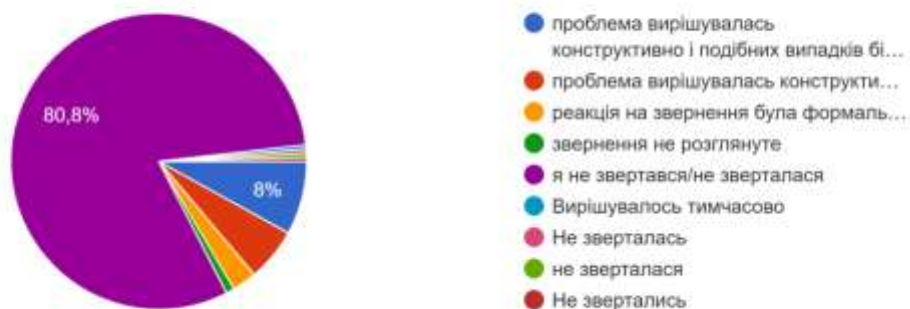 80,8%
8%
проблема вирішувалась
конструктивно і подібних випадків бі...
проблема вирішувалась конструкти...
реакція на звернення була формаль...
звернення не розглянуте
я не звертався/не зверталася
Вирішувалось тимчасово
Не зверталась
не зверталася
Не звертались